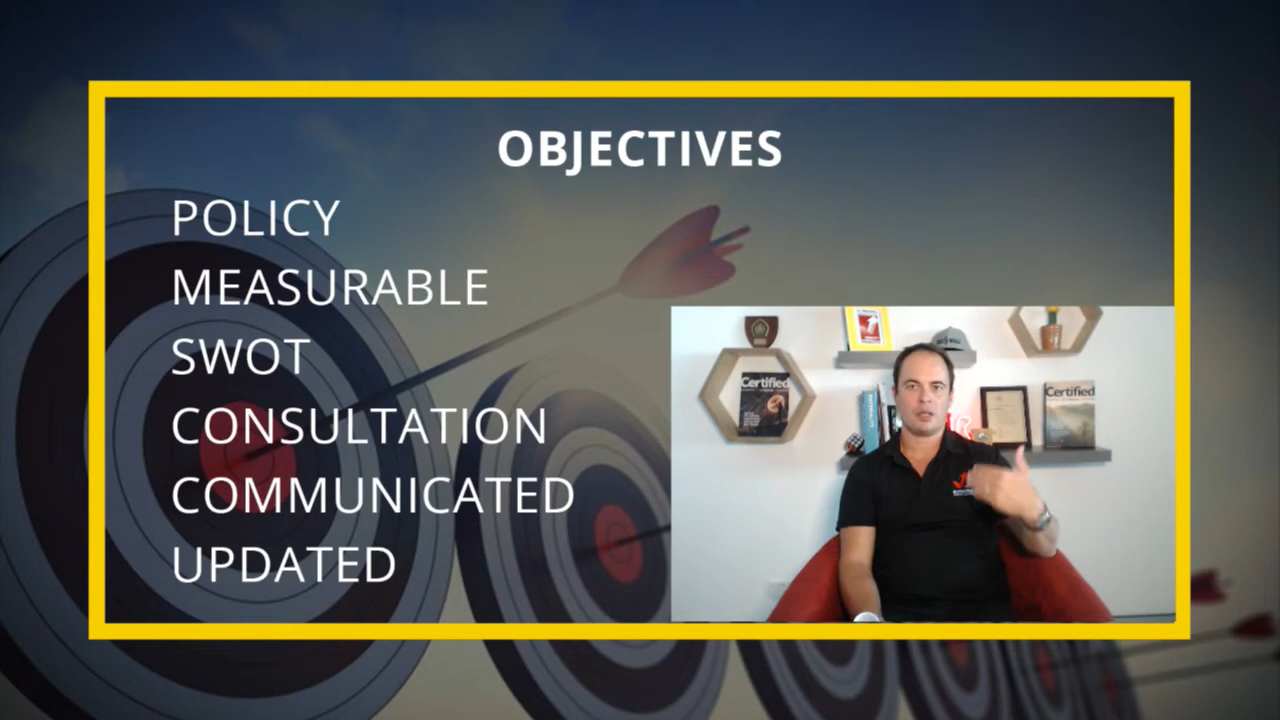 OBJECTIVES
POLICY
MEASURABLE
SWOT
CONSULTATION
COMMUNICATED
UPDATED
Certified
Certified